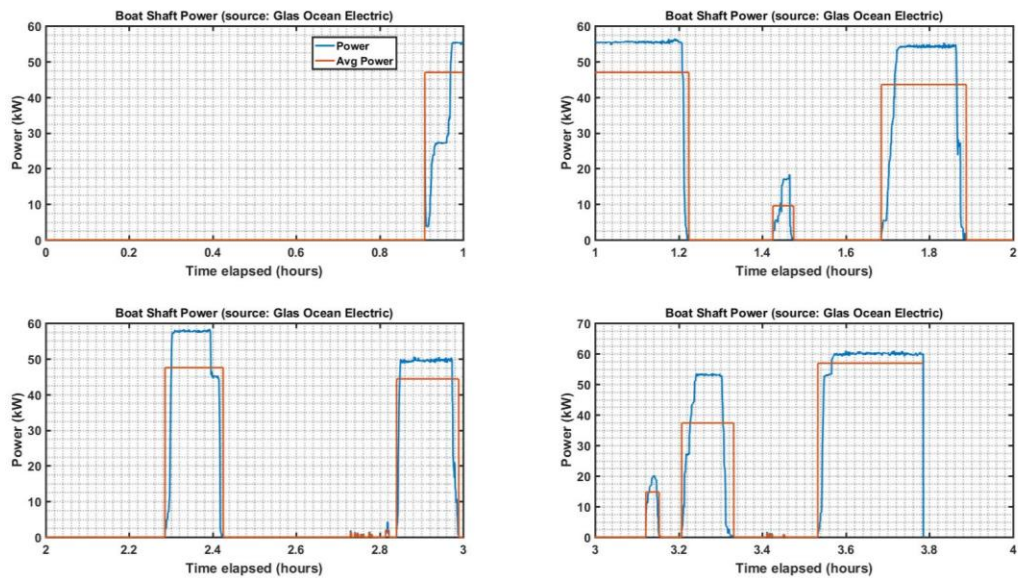 Boat Shaft Power (source: Glas Ocean Electric)
60
50
40
30
20
10
0
Power (kW)
Power
Avg Power
0 0.2 0.4 0.6 0.8 1
Time elapsed (hours)
Boat Shaft Power (source: Glas Ocean Electric)
60
50
40
30
20
10
0
Power (kW)
1 1.2 1.4 1.6 1.8 2
Time elapsed (hours)
Boat Shaft Power (source: Glas Ocean Electric)
60
50
40
30
20
10
0
Power (kW)
2 2.2 2.4 2.6 2.8 3
Time elapsed (hours)
Boat Shaft Power (source: Glas Ocean Electric)
70
60
50
40
30
20
10
0
Power (kW)
3 3.2 3.4 3.6 3.8 4
Time elapsed (hours)